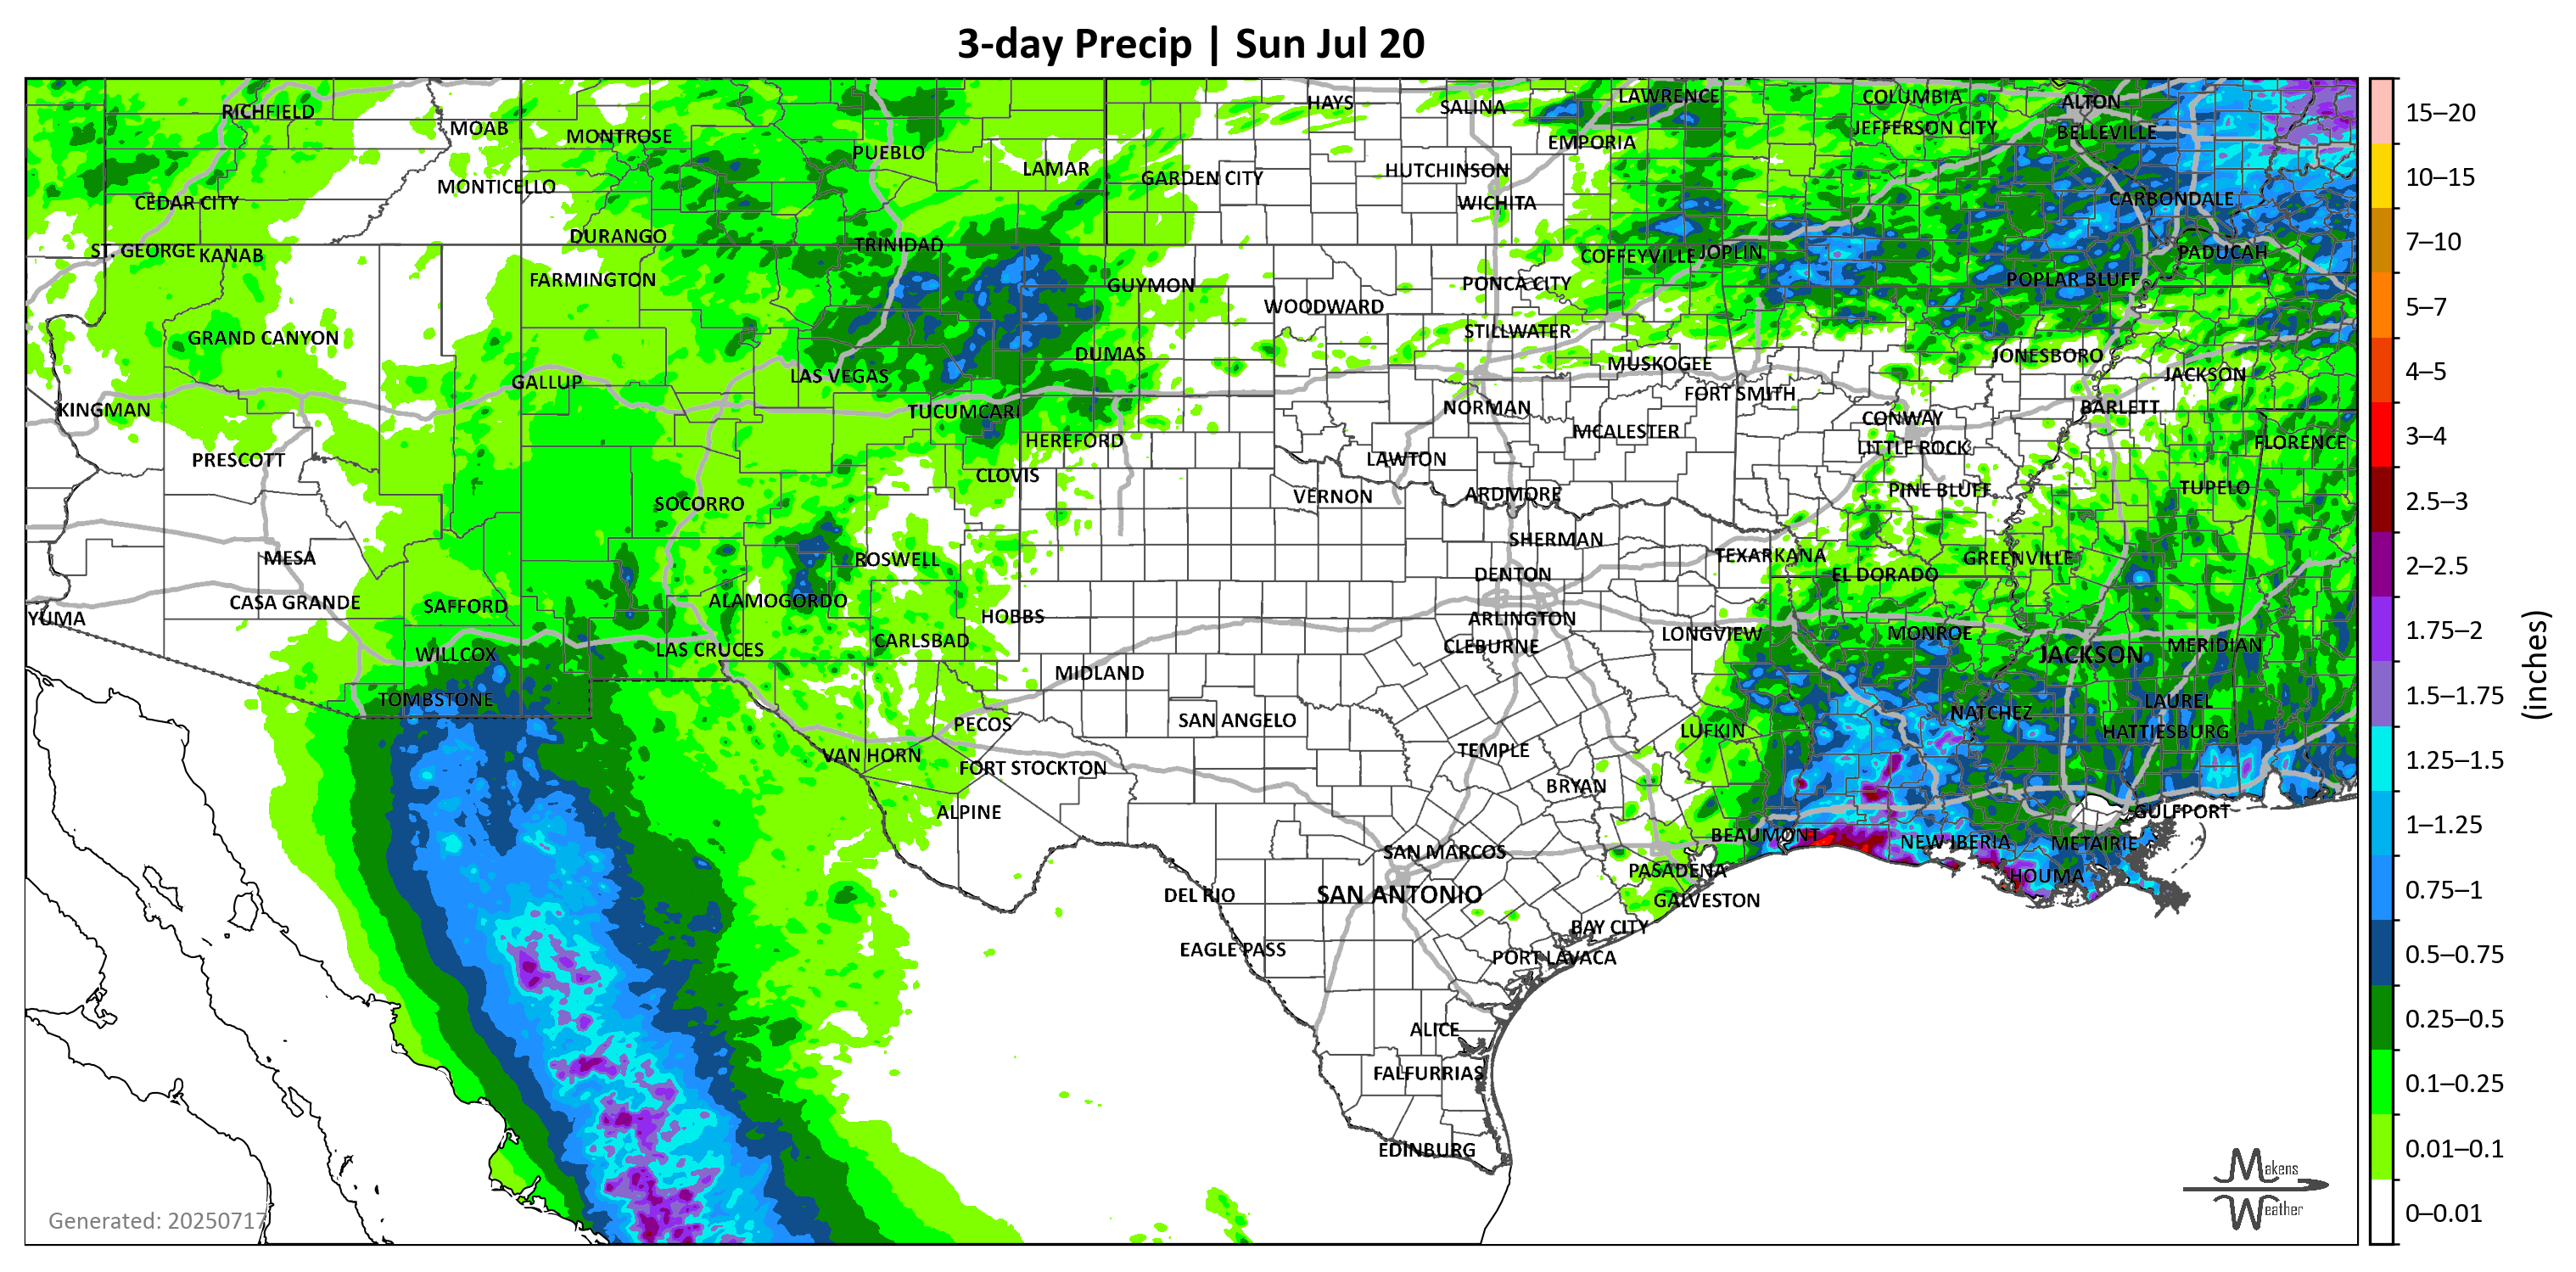 3-day Precip | Sun Jul 20
RICHFIELD
MOAB
MONTROSE
PUEBLO
LAMAR
HAYS
SALINA
LAWRENCE
COLUMBIA
ALTON
JEFFERSON CITY
BELLEVILLE
EMPORIA
HUTCHINSON
GARDEN CITY
MONTICELLO
CEDAR CITY
WICHITA
CARBONDALE
DURANGO
TRINIDAD
ST. GEORGE
KANAB
COFFEYVILLE
JOPLIN
PADUCAH
FARMINGTON
GUYMON
PONCA CITY
POPLAR BLUFF
WOODWARD
GRAND CANYON
STILLWATER
DUMAS
MUSKOGEE
JONESBORO
GALLUP
LAS VEGAS
JACKSON
FORT SMITH
KINGMAN
TUCUMCARI
NORMAN
BARLETT
CONWAY
HEREFORD
MCALESTER
LITTLE ROCK
FLORENCE
PRESCOTT
CLOVIS
LAWTON
SOCORRO
VERNON
ARDMORE
PINE BLUFF
TUPELO
MESA
ROSWELL
SHERMAN
TEXARKANA
GREENVILLE
DENTON
EL DORADO
CASA GRANDE
SAFFORD
ALAMOGORDO
YUMA
HOBBS
ARLINGTON
LONGVIEW
MONROE
CARLSBAD
CLEBURNE
WILLCOX
LAS CRUCES
JACKSON
MERIDIAN
MIDLAND
TOMBSTONE
PECOS
SAN ANGELO
NATCHEZ
LAUREL
LUFKIN
HATTIESBURG
VAN HORN
FORT STOCKTON
TEMPLE
BRYAN
ALPINE
GULFPORT
BEAUMONT
NEW IBERIA
METAIRIE
SAN MARCOS
PASADENA
HOUMA
DEL RIO
SAN ANTONIO
GALVESTON
BAY CITY
EAGLE PASS
PORT LAVACA
ALICE
FALFURRIAS
EDINBURG
Generated: 20250717
Makens
Weather
15–20
10–15
7–10
5–7
4–5
3–4
2.5–3
2–2.5
1.75–2
1.5–1.75
1.25–1.5
1–1.25
0.75–1
0.5–0.75
0.25–0.5
0.1–0.25
0.01–0.1
0–0.01
(inches)